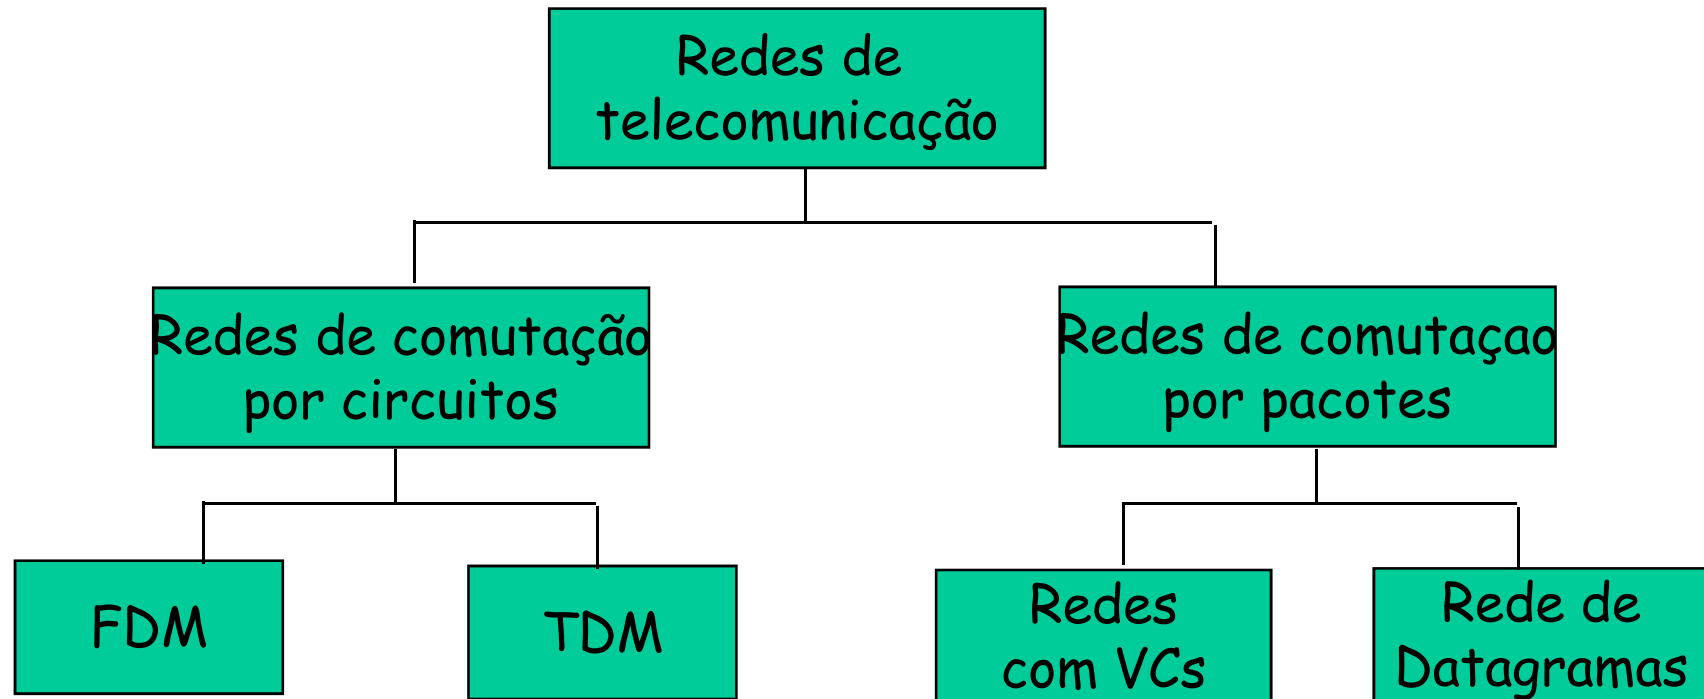 Redes de
telecomunicação
Redes de comutação
por circuitos
Redes de comutaçao
por pacotes
FDM
TDM
Redes
com VCs
Rede de
Datagramas